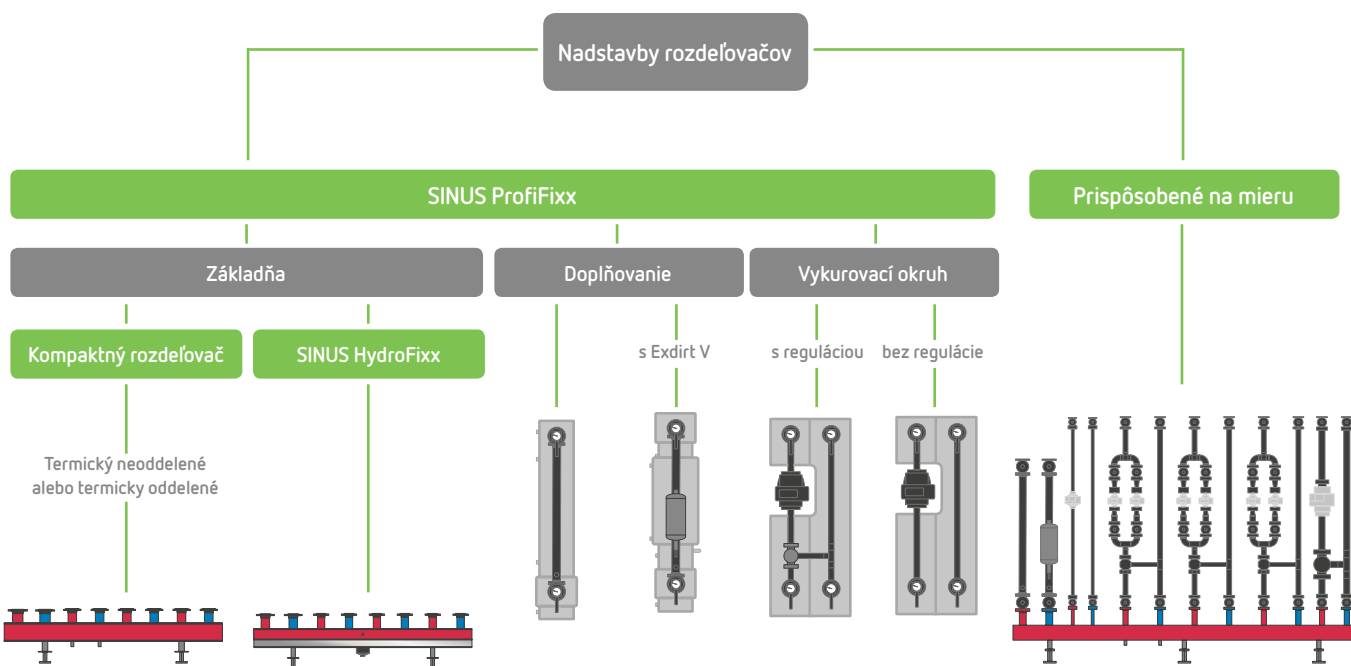 Nadstavby rozdeľovačov
SINUS ProfiFixx
Prispôsobené na mieru
Základňa
Doplňovanie
Vykurovací okruh
Kompaktný rozdeľovač
SINUS HydroFixx
s Exdirt V
s reguláciou
bez regulácie
Termický neoddelené
alebo termicky oddelené